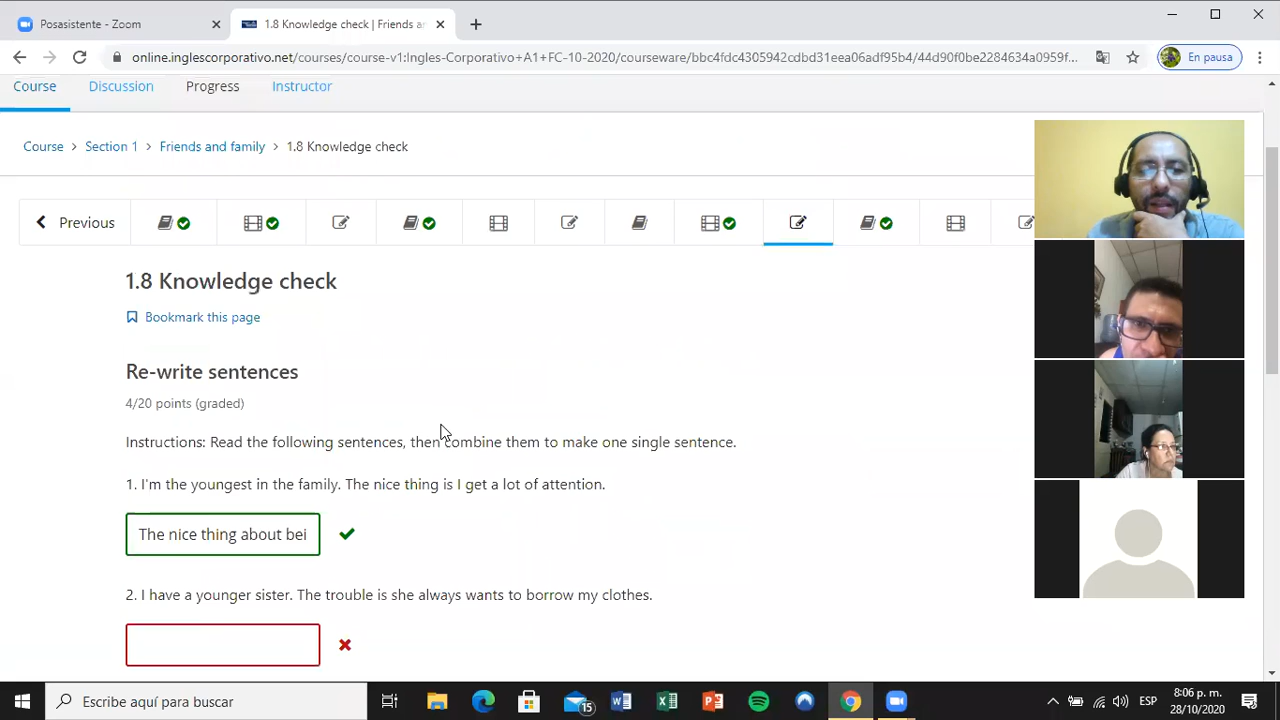 Posasistente - Zoom
1.8 Knowledge check | Friends an
online.inglescorporativo.net/courses/course-v1:Ingles-Corporativo+A1+FC-10-2020/courseware/bbc4fdc4305942cdbd31eea06adf95b4/44d90f0be2284634a0959f...
En pausa
Course Discussion Progress Instructor
Course > Section 1 > Friends and family > 1.8 Knowledge check
Previous
1.8 Knowledge check
Bookmark this page
Re-write sentences
4/20 points (graded)
Instructions: Read the following sentences, then combine them to make one single sentence.
1. I'm the youngest in the family. The nice thing is I get a lot of attention.
The nice thing about bei
2. I have a younger sister. The trouble is she always wants to borrow my clothes.
Escribe aquí para buscar
15
ESP
8:06 p. m.
28/10/2020